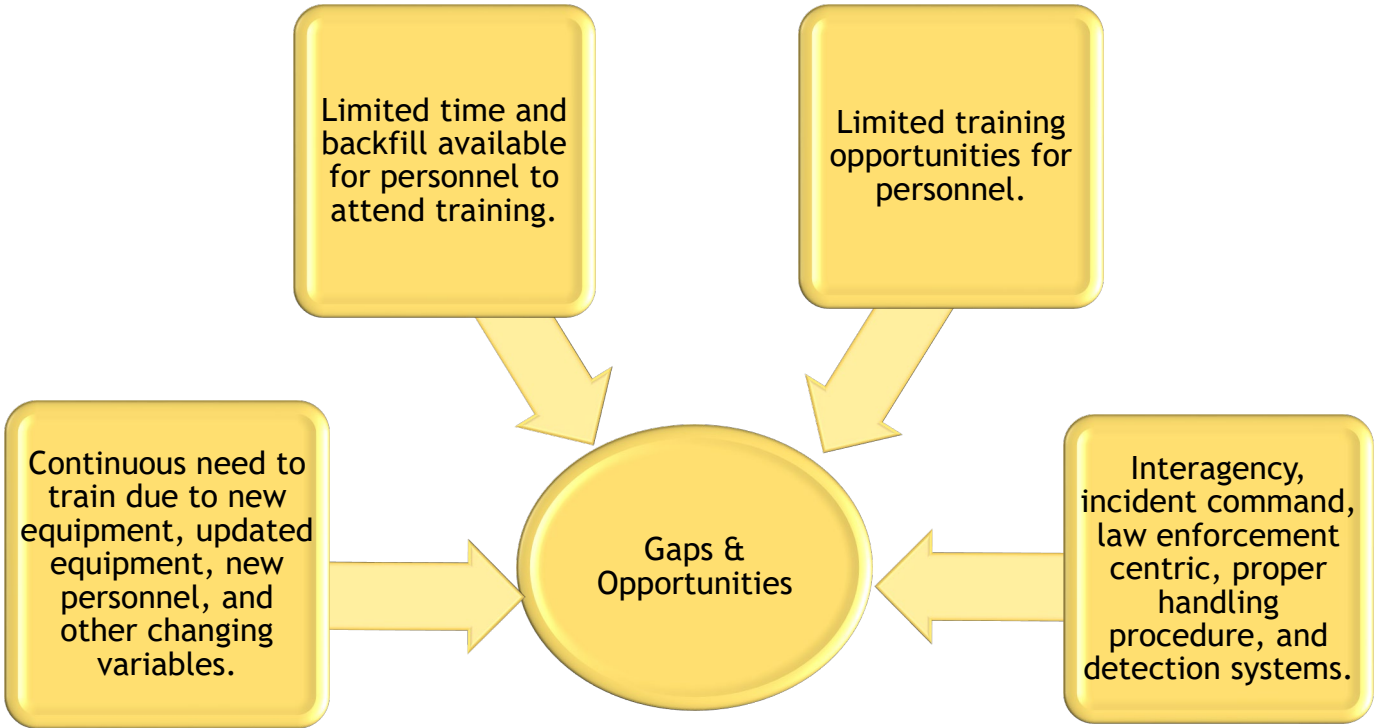 Limited time and
backfill available
for personnel to
attend training.
Limited training
opportunities for
personnel.
Continuous need to
train due to new
equipment, updated
equipment, new
personnel, and
other changing
variables.
Gaps &
Opportunities
Interagency,
incident command,
law enforcement
centric, proper
handling
procedure, and
detection systems.